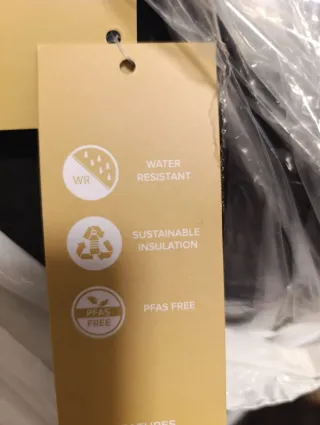 WR
WATER
RESISTANT
SUSTAINABLE
INSULATION
PFAS
FREE
PFAS FREE